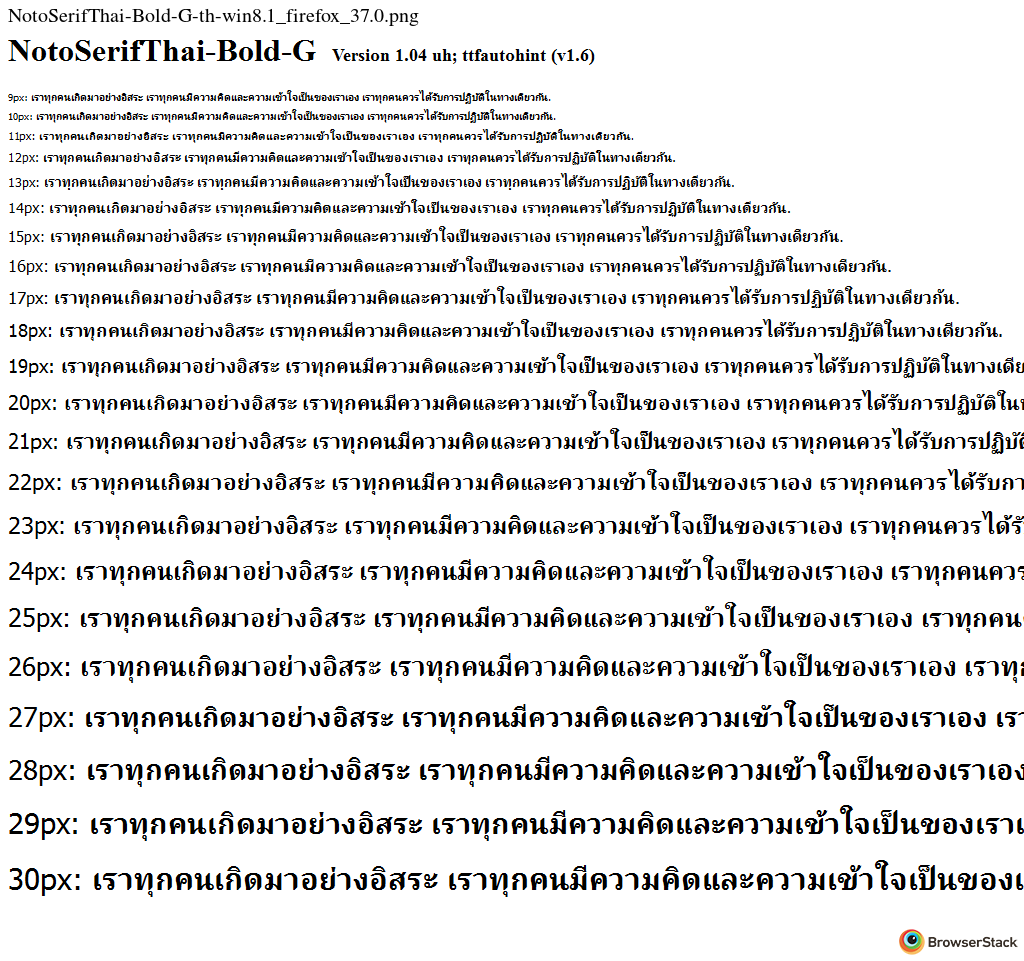 NotoSerifThai-Bold-G-th-win8.1_firefox_37.0.png
NotoSerifThai-Bold-G Version 1.04 uh; ttfautohint (v1.6)
9px: เราทุกคนเกิดมาอย่างอิสระ เราทุกคนมีความคิดและความเข้าใจเป็นของเราเอง เราทุกคนควรได้รับการปฏิบัติในทางเดียวกัน.
10px: เราทุกคนเกิดมาอย่างอิสระ เราทุกคนมีความคิดและความเข้าใจเป็นของเราเอง เราทุกคนควรได้รับการปฏิบัติในทางเดียวกัน.
11px: เราทุกคนเกิดมาอย่างอิสระ เราทุกคนมีความคิดและความเข้าใจเป็นของเราเอง เราทุกคนควรได้รับการปฏิบัติในทางเดียวกัน.
12px: เราทุกคนเกิดมาอย่างอิสระ เราทุกคนมีความคิดและความเข้าใจเป็นของเราเอง เราทุกคนควรได้รับการปฏิบัติในทางเดียวกัน.
13px: เราทุกคนเกิดมาอย่างอิสระ เราทุกคนมีความคิดและความเข้าใจเป็นของเราเอง เราทุกคนควรได้รับการปฏิบัติในทางเดียวกัน.
14px: เราทุกคนเกิดมาอย่างอิสระ เราทุกคนมีความคิดและความเข้าใจเป็นของเราเอง เราทุกคนควรได้รับการปฏิบัติในทางเดียวกัน.
15px: เราทุกคนเกิดมาอย่างอิสระ เราทุกคนมีความคิดและความเข้าใจเป็นของเราเอง เราทุกคนควรได้รับการปฏิบัติในทางเดียวกัน.
16px: เราทุกคนเกิดมาอย่างอิสระ เราทุกคนมีความคิดและความเข้าใจเป็นของเราเอง เราทุกคนควรได้รับการปฏิบัติในทางเดียวกัน.
17px: เราทุกคนเกิดมาอย่างอิสระ เราทุกคนมีความคิดและความเข้าใจเป็นของเราเอง เราทุกคนควรได้รับการปฏิบัติในทางเดียวกัน.
18px: เราทุกคนเกิดมาอย่างอิสระ เราทุกคนมีความคิดและความเข้าใจเป็นของเราเอง เราทุกคนควรได้รับการปฏิบัติในทางเดียวกัน.
19px: เราทุกคนเกิดมาอย่างอิสระ เราทุกคนมีความคิดและความเข้าใจเป็นของเราเอง เราทุกคนควรได้รับการปฏิบัติในทางเดี
20px: เราทุกคนเกิดมาอย่างอิสระ เราทุกคนมีความคิดและความเข้าใจเป็นของเราเอง เราทุกคนควรได้รับการปฏิบัติใน
21px: เราทุกคนเกิดมาอย่างอิสระ เราทุกคนมีความคิดและความเข้าใจเป็นของเราเอง เราทุกคนควรได้รับการปฏิบัติ
22px: เราทุกคนเกิดมาอย่างอิสระ เราทุกคนมีความคิดและความเข้าใจเป็นของเราเอง เราทุกคนควรได้รับกา
23px: เราทุกคนเกิดมาอย่างอิสระ เราทุกคนมีความคิดและความเข้าใจเป็นของเราเอง เราทุกคนควรได้รั
24px: เราทุกคนเกิดมาอย่างอิสระ เราทุกคนมีความคิดและความเข้าใจเป็นของเราเอง เราทุกคนควร
25px: เราทุกคนเกิดมาอย่างอิสระ เราทุกคนมีความคิดและความเข้าใจเป็นของเราเอง เราทุกคน
26px: เราทุกคนเกิดมาอย่างอิสระ เราทุกคนมีความคิดและความเข้าใจเป็นของเราเอง เราทุ
27px: เราทุกคนเกิดมาอย่างอิสระ เราทุกคนมีความคิดและความเข้าใจเป็นของเราเอง เรา
28px: เราทุกคนเกิดมาอย่างอิสระ เราทุกคนมีความคิดและความเข้าใจเป็นของเราเอง
29px: เราทุกคนเกิดมาอย่างอิสระ เราทุกคนมีความคิดและความเข้าใจเป็นของเรา
30px: เราทุกคนเกิดมาอย่างอิสระ เราทุกคนมีความคิดและความเข้าใจเป็นของเ
BrowserStack